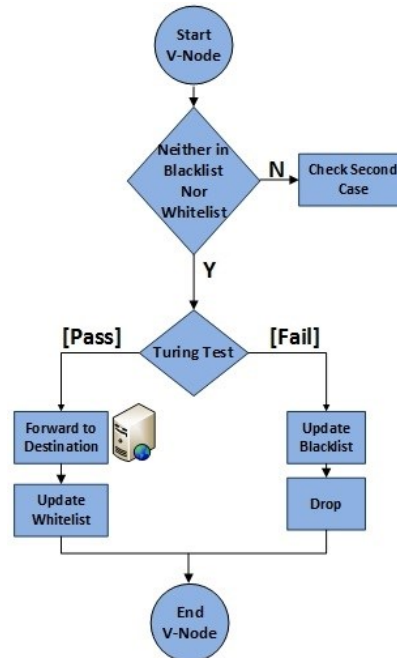 Start
V-Node
Neither in
Blacklist
Nor
Whitelist
N
Check Second
Case
Y
[Pass]
[Fail]
Turing Test
Forward to
Destination
Update
Blacklist
Update
Whitelist
Drop
End
V-Node